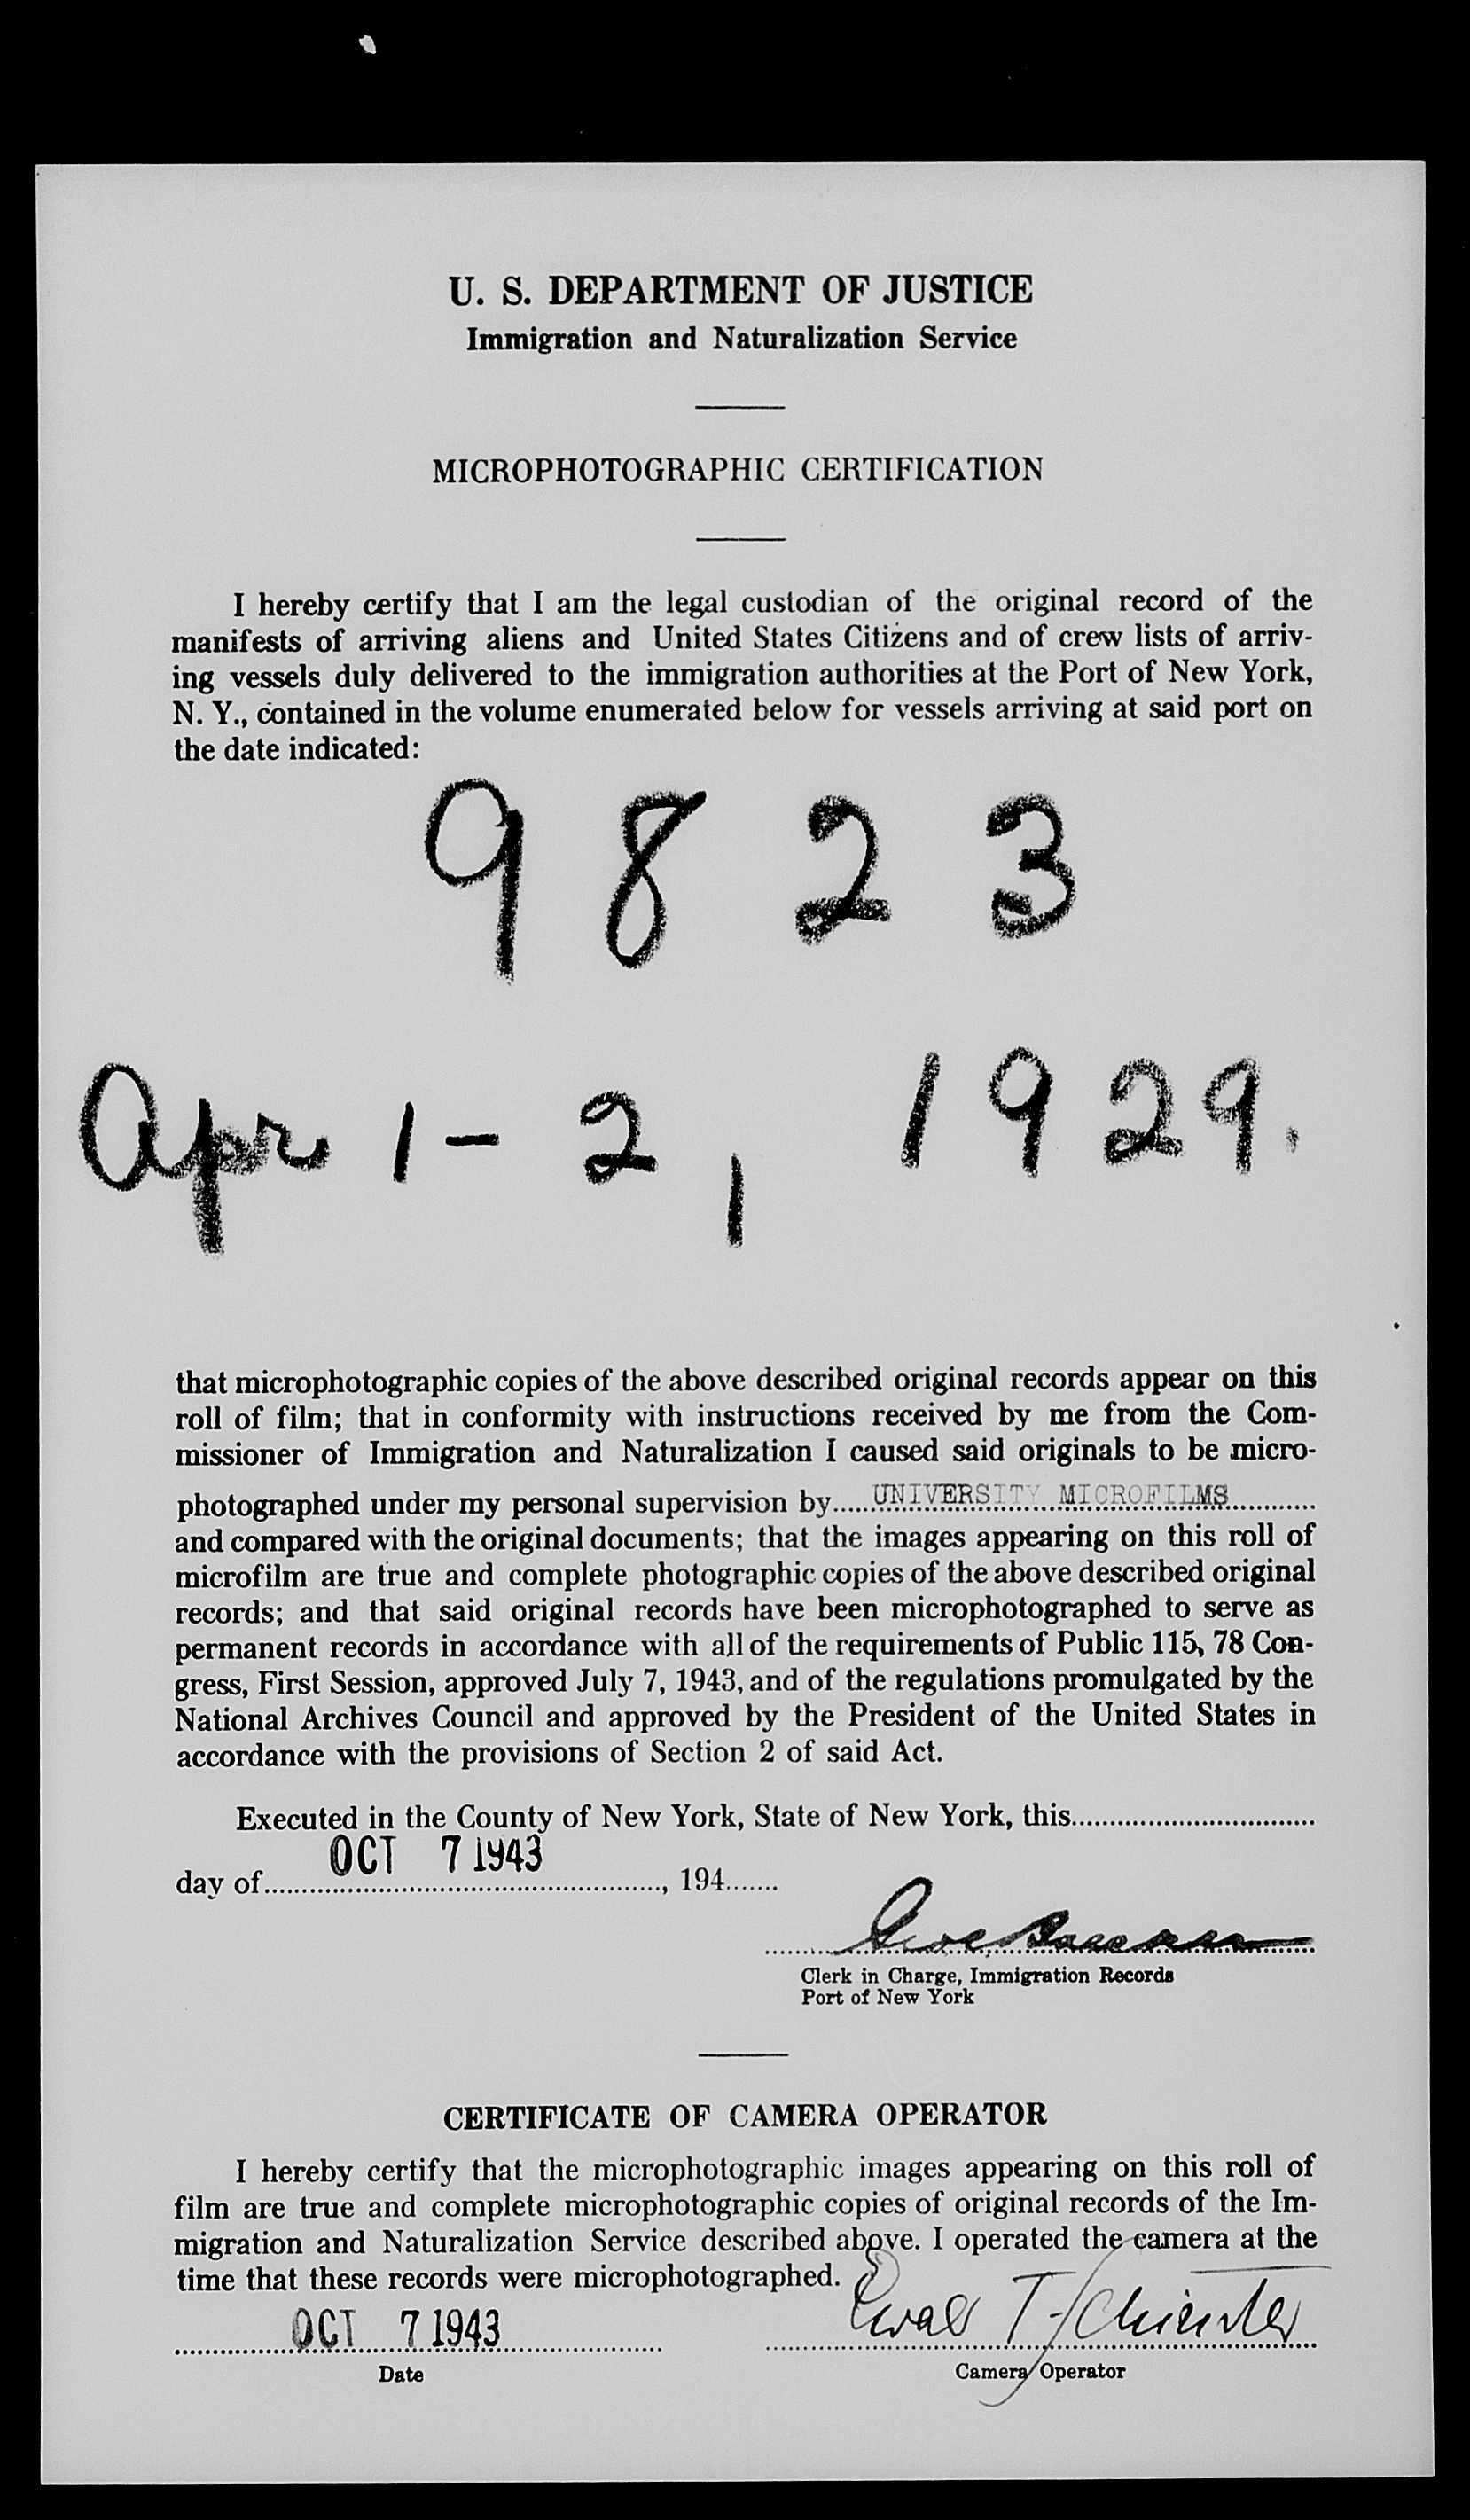 U. S. DEPARTMENT OF JUSTICE
Immigration and Naturalization Service
MICROPHOTOGRAPHIC CERTIFICATION
I hereby certify that I am the legal custodian of the original record of the
manifests of arriving aliens and United States Citizens and of crew lists of arriv-
ing vessels duly delivered to the immigration authorities at the Port of New York,
N. Y., contained in the volume enumerated below for vessels arriving at said port on
the date indicated:
9823
Apr 1-2, 1929.
that microphotographic copies of the above described original records appear on this
roll of film; that in conformity with instructions received by me from the Com-
missioner of Immigration and Naturalization I caused said originals to be micro-
photographed under my personal supervision by UNIVERSITY MICROFILMS
and compared with the original documents; that the images appearing on this roll of
microfilm are true and complete photographic copies of the above described original
records; and that said original records have been microphotographed to serve as
permanent records in accordance with all of the requirements of Public 115, 78 Con-
gress, First Session, approved July 7, 1943, and of the regulations promulgated by the
National Archives Council and approved by the President of the United States in
accordance with the provisions of Section 2 of said Act.
Executed in the County of New York, State of New York, this
day of OCT 7 1943, 194
Clerk in Charge, Immigration Records
Port of New York
CERTIFICATE OF CAMERA OPERATOR
I hereby certify that the microphotographic images appearing on this roll of
film are true and complete microphotographic copies of original records of the Im-
migration and Naturalization Service described above. I operated the camera at the
time that these records were microphotographed.
OCT 7 1943
Date
Camera Operator